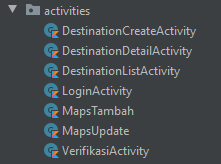 activities
DestinationCreateActivity
DestinationDetailActivity
DestinationListActivity
LoginActivity
MapsTambah
MapsUpdate
VerifikasiActivity